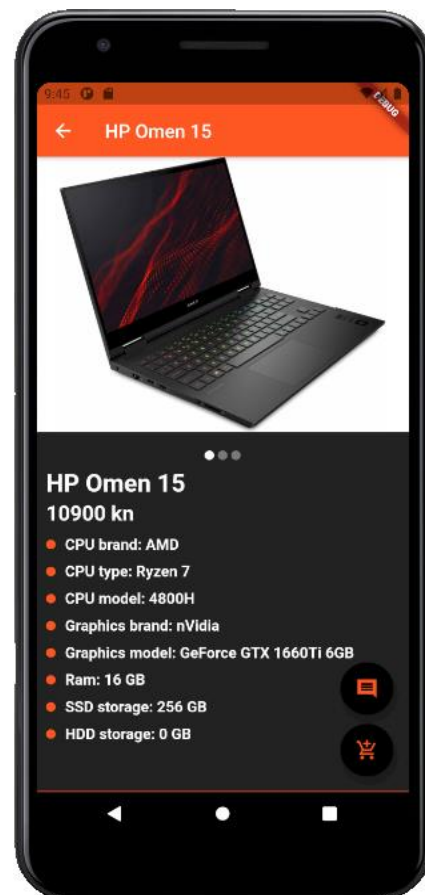 9:45
DEBUG
HP Omen 15
HP Omen 15
10900 kn
CPU brand: AMD
CPU type: Ryzen 7
CPU model: 4800H
Graphics brand: nVidia
Graphics model: GeForce GTX 1660Ti 6GB
Ram: 16 GB
SSD storage: 256 GB
HDD storage: 0 GB